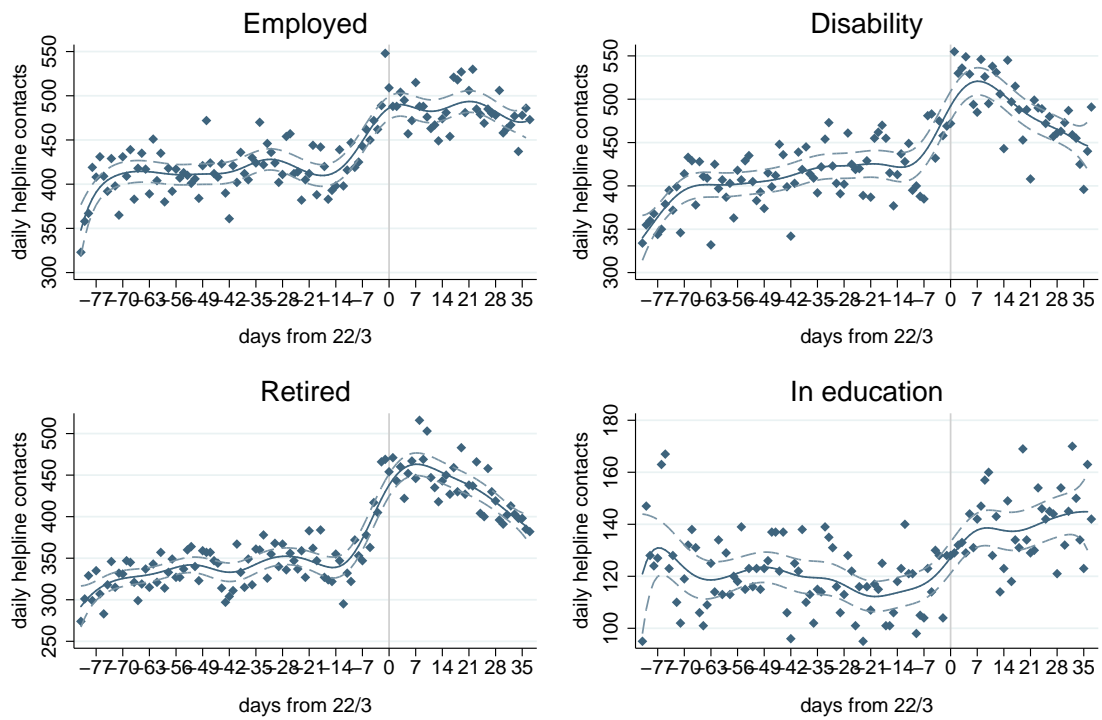 Employed
daily helpline contacts
550
500
450
400
350
300
−77−70−63−56−49−42−35−28−21−14−7 0 7 14 21 28 35
days from 22/3
Disability
daily helpline contacts
550
500
450
400
350
300
−77−70−63−56−49−42−35−28−21−14−7 0 7 14 21 28 35
days from 22/3
Retired
daily helpline contacts
500
450
400
350
300
250
−77−70−63−56−49−42−35−28−21−14−7 0 7 14 21 28 35
days from 22/3
In education
daily helpline contacts
180
160
140
120
100
−77−70−63−56−49−42−35−28−21−14−7 0 7 14 21 28 35
days from 22/3